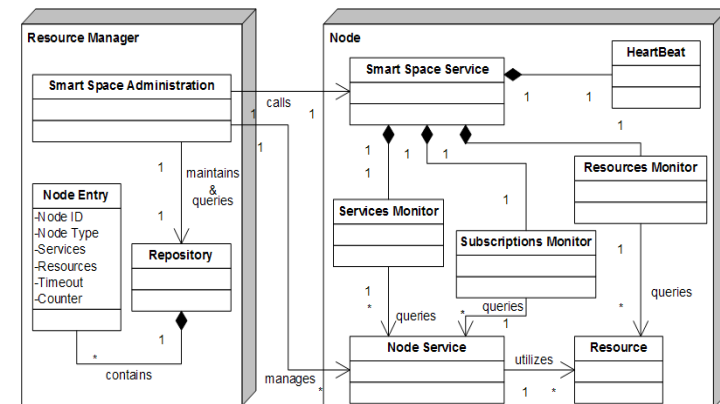 Resource Manager
Smart Space Administration
calls
1
1
1
1
maintains
&
queries
1
Node Entry
-Node ID
-Node Type
-Services
-Resources
-Timeout
-Counter
Repository
1
*
contains
manages
*
Node
Smart Space Service
HeartBeat
1
1
1
1
1
1
1
Services Monitor
Subscriptions Monitor
Resources Monitor
1
1
1
*
queries
*
queries
1
*
queries
Node Service
utilizes
1
*
Resource